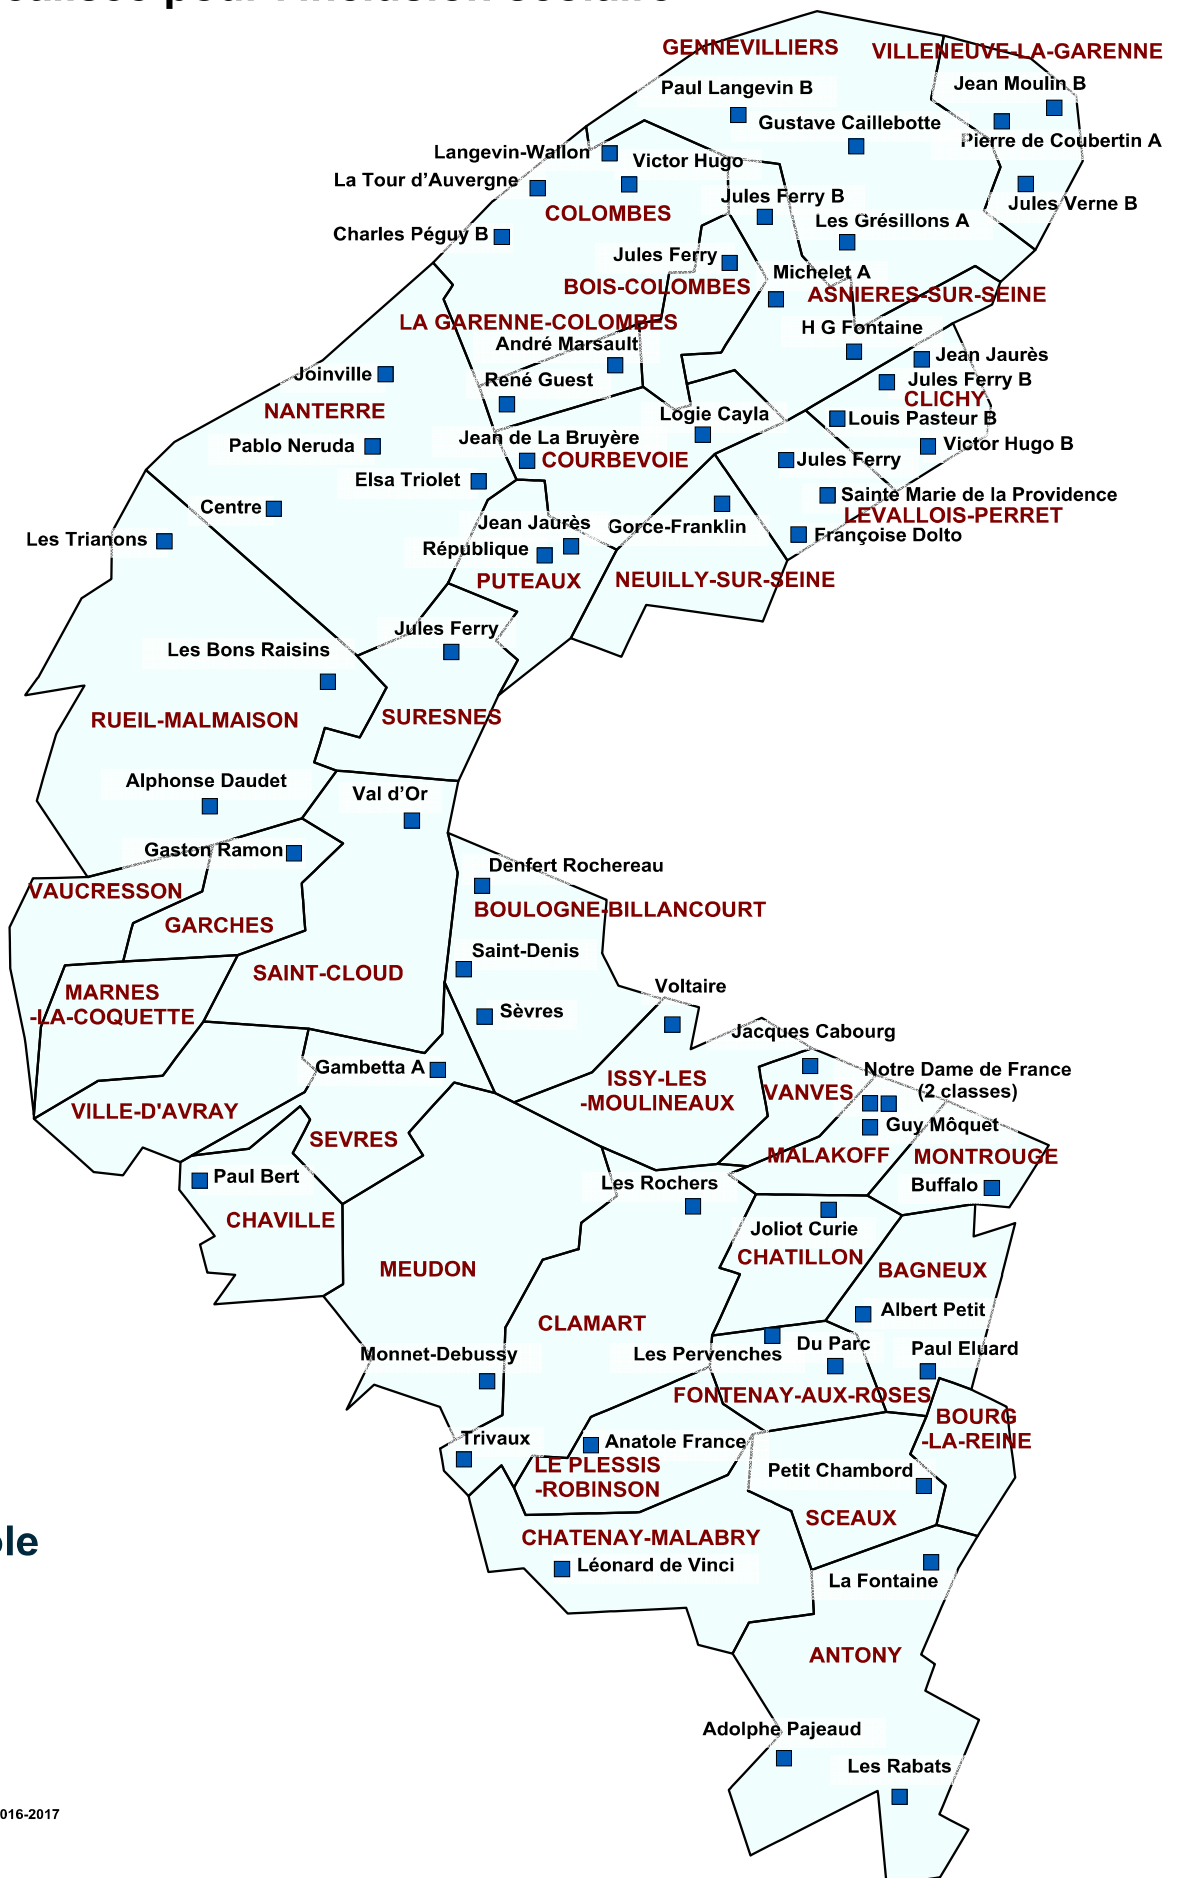 pour l'inclusion scolaire
GENNEVILLIERS
VILLENEUVE-LA-GARENNE
Paul Langevin B
Jean Moulin B
Gustave Caillebotte
Pierre de Coubertin A
Langevin-Wallon
Victor Hugo
La Tour d'Auvergne
Jules Ferry B
Jules Verne B
COLOMBES
Les Grésillons A
Charles Péguy B
Jules Ferry
Michelet A
BOIS-COLOMBES
ASNIERES-SUR-SEINE
LA GARENNE-COLOMBES
H G Fontaine
André Marsault
Jean Jaurès
Joinville
René Guest
Jules Ferry B
CLICHY
NANTERRE
Logie Cayla
Louis Pasteur B
Pablo Neruda
Jean de La Bruyère
Victor Hugo B
COURBEVOIE
Jules Ferry
Elsa Triolet
Sainte Marie de la Providence
Centre
LEVALLOIS-PERRET
Jean Jaurès
Gorce-Franklin
Françoise Dolto
Les Trianons
République
PUTEAUX
NEUILLY-SUR-SEINE
Jules Ferry
Les Bons Raisins
RUEIL-MALMAISON
SURESNES
Alphonse Daudet
Val d'Or
Gaston Ramon
Denfert Rochereau
VAUCRESSON
BOULOGNE-BILLANCOURT
GARCHES
Saint-Denis
SAINT-CLOUD
MARNES
-LA-COQUETTE
Voltaire
Sèvres
Jacques Cabourg
Gambetta A
Notre Dame de France
(2 classes)
ISSY-LES
-MOULINEAUX
VANVES
VILLE-D'AVRAY
Guy Môquet
SEVRES
MALAKOFF
MONTROUGE
Paul Bert
Les Rochers
Buffalo
CHAVILLE
Joliot Curie
CHATILLON
MEUDON
BAGNEUX
Albert Petit
CLAMART
Monnet-Debussy
Les Pervenches
Du Parc
Paul Eluard
FONTENAY-AUX-ROSES
BOURG
-LA-REINE
Trivaux
Anatole France
LE PLESSIS
-ROBINSON
Petit Chambord
SCEAUX
CHATENAY-MALABRY
Léonard de Vinci
La Fontaine
ANTONY
Adolphe Pajeaud
Les Rabats
016-2017